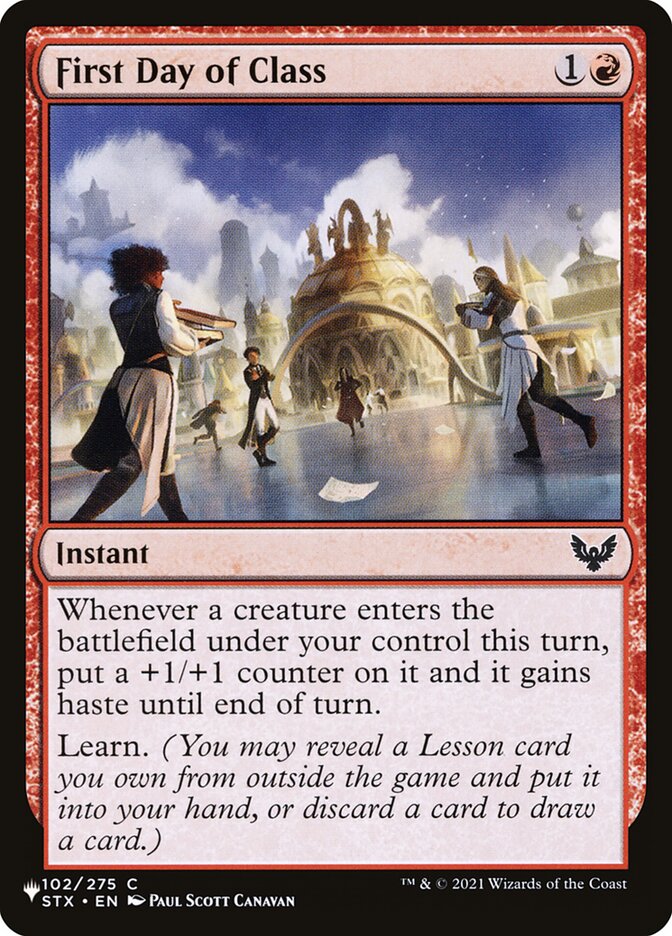 First Day of Class 1
Instant
Whenever a creature enters the
battlefield under your control this turn,
put a +1/+1 counter on it and it gains
haste until end of turn.
Learn. (You may reveal a Lesson card
you own from outside the game and put it
into your hand, or discard a card to draw
a card.)
102/275 C ™ & © 2021 Wizards of the Coast
STX • EN Paul Scott Canavan